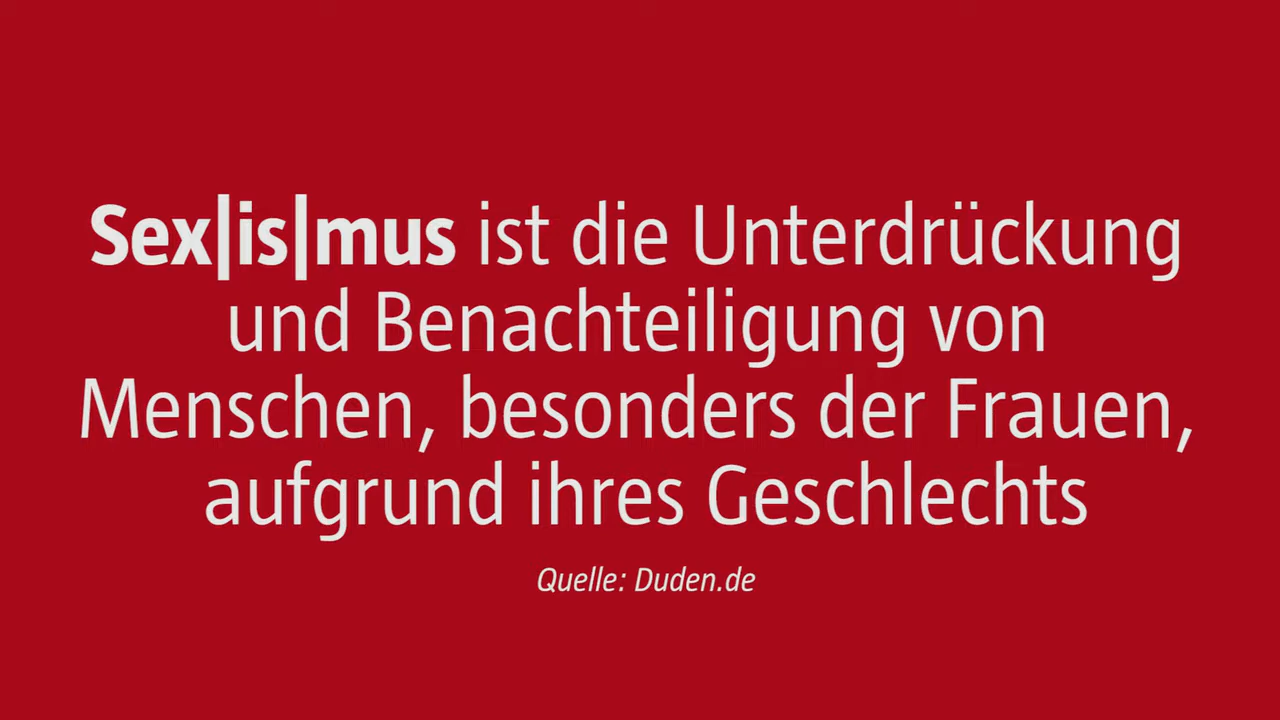 Sex|is|mus ist die Unterdrückung
und Benachteiligung von
Menschen, besonders der Frauen,
aufgrund ihres Geschlechts
Quelle: Duden.de